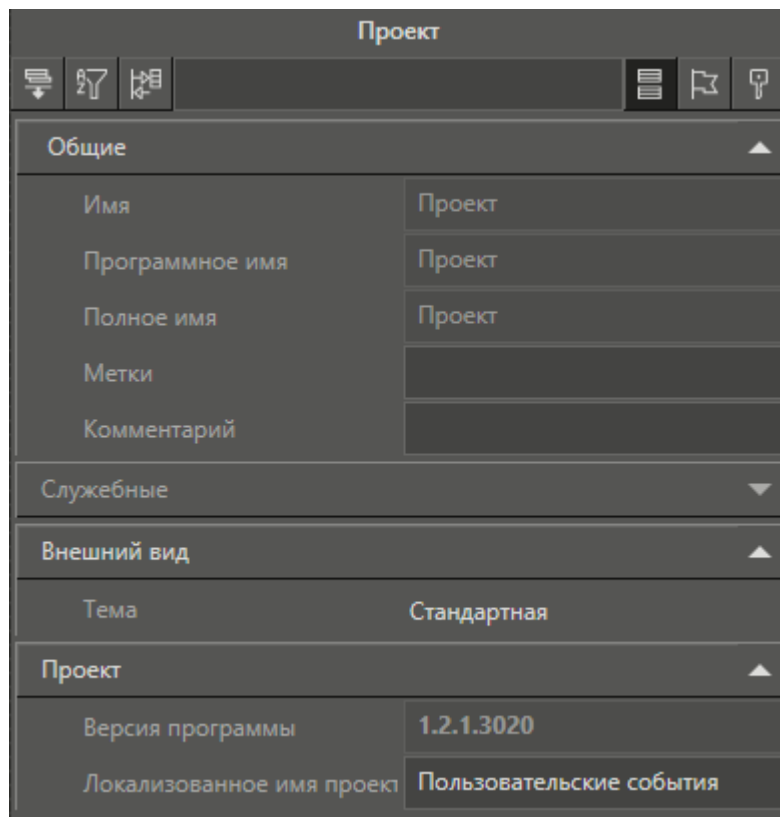 Проект
Общие
Имя Проект
Программное имя Проект
Полное имя Проект
Метки
Комментарий
Служебные
Внешний вид
Тема Стандартная
Проект
Версия программы 1.2.1.3020
Локализованное имя проект Пользовательские события